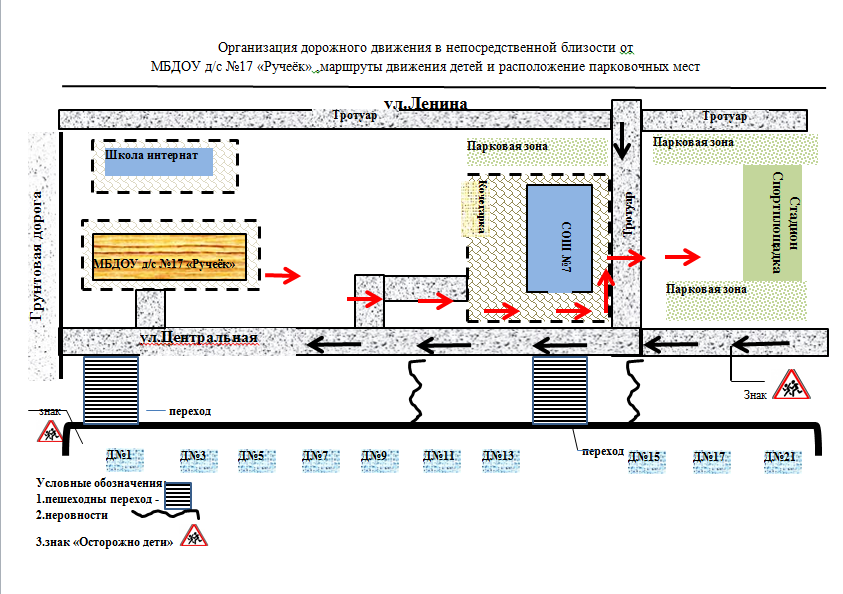 Организация дорожного движения в непосредственной близости от
МБДОУ д/с №17 «Ручеёк» ,маршруты движения детей и расположение парковочных мест
ул.Ленина
Тротуар
Тротуар
Школа интернат
Парковая зона
Парковая зона
Грунтовая дорога
МБДОУ д/с №17 «Ручеёк»
Кочегарка
СОШ №7
Тротуар
Стадион
Спортплощадка
Парковая зона
ул.Центральная
Знак
знак
переход
переход
Д№1
Д№3
Д№5
Д№7
Д№9
Д№11
Д№13
Д№15
Д№17
Д№21
Условные обозначения:
1.пешеходны переход -
2.неровности
3.знак «Осторожно дети»